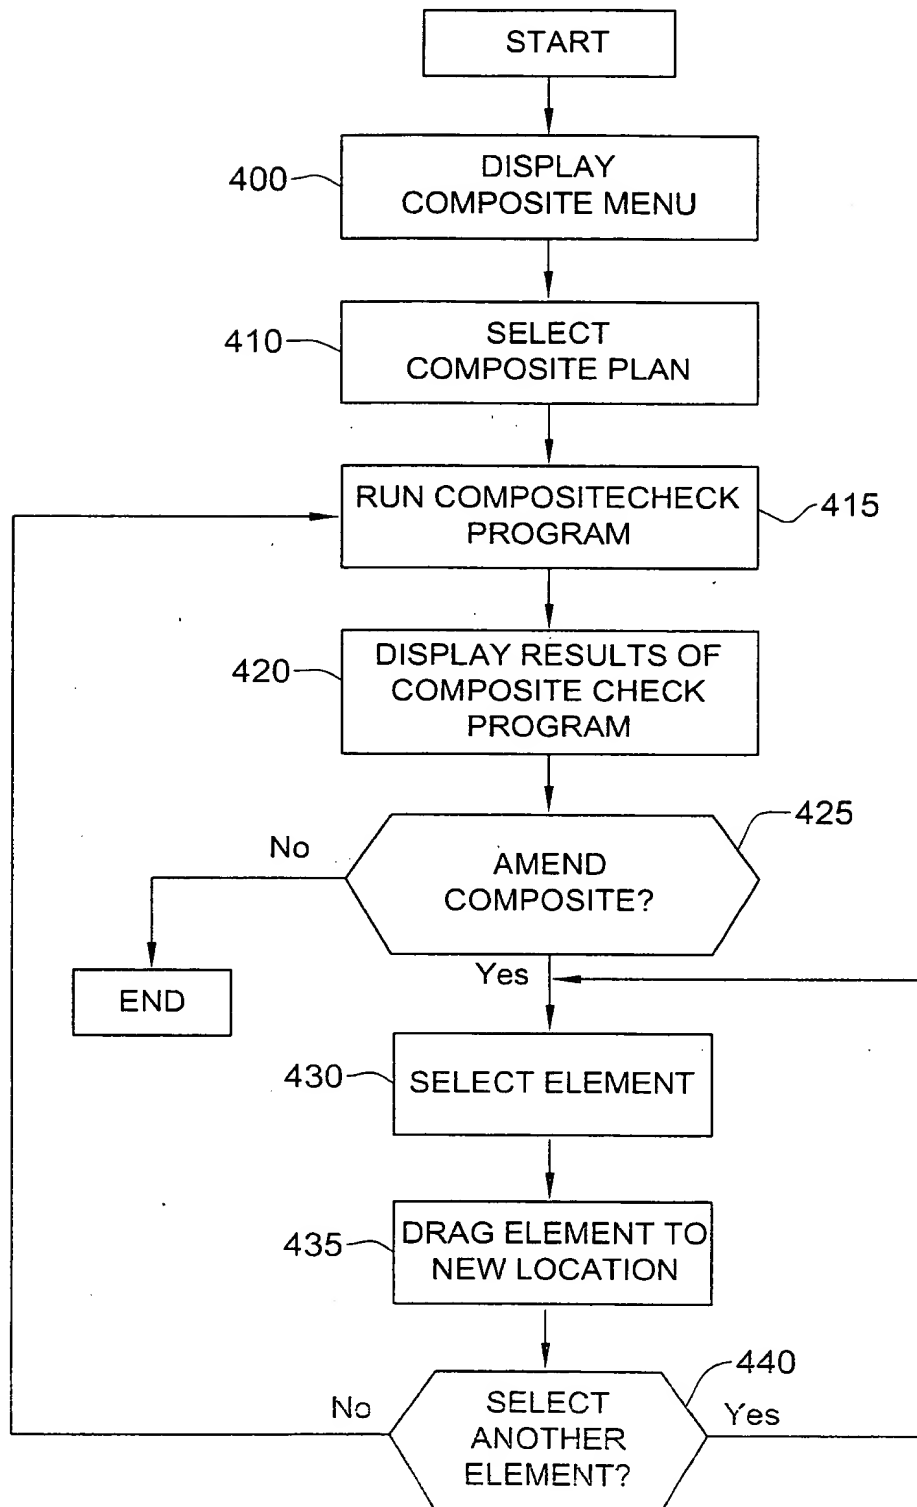 START
400
DISPLAY
COMPOSITE MENU
410
SELECT
COMPOSITE PLAN
RUN COMPOSITECHECK
PROGRAM
415
420
DISPLAY RESULTS OF
COMPOSITE CHECK
PROGRAM
425
No
AMEND
COMPOSITE?
Yes
END
430
SELECT ELEMENT
435
DRAG ELEMENT TO
NEW LOCATION
440
No
SELECT
ANOTHER
ELEMENT?
Yes